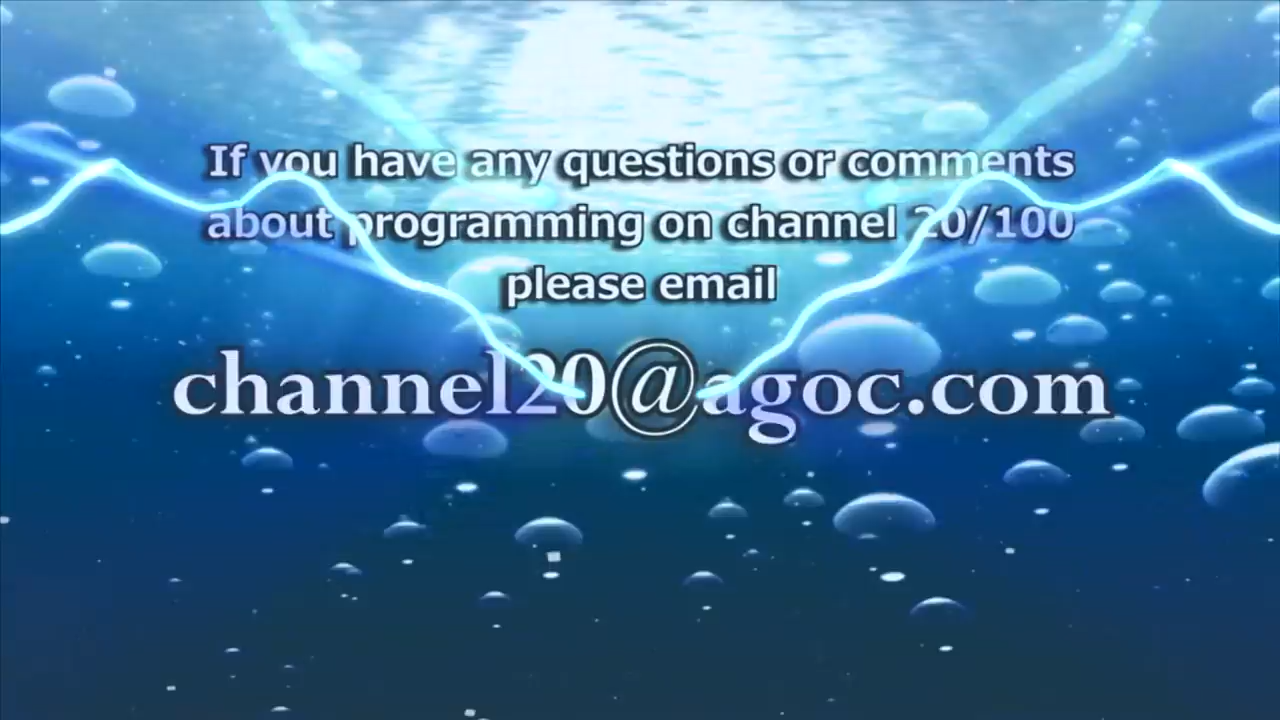 If you have any questions or comments
about programming on channel 20/100
please email
channel20@agoc.com